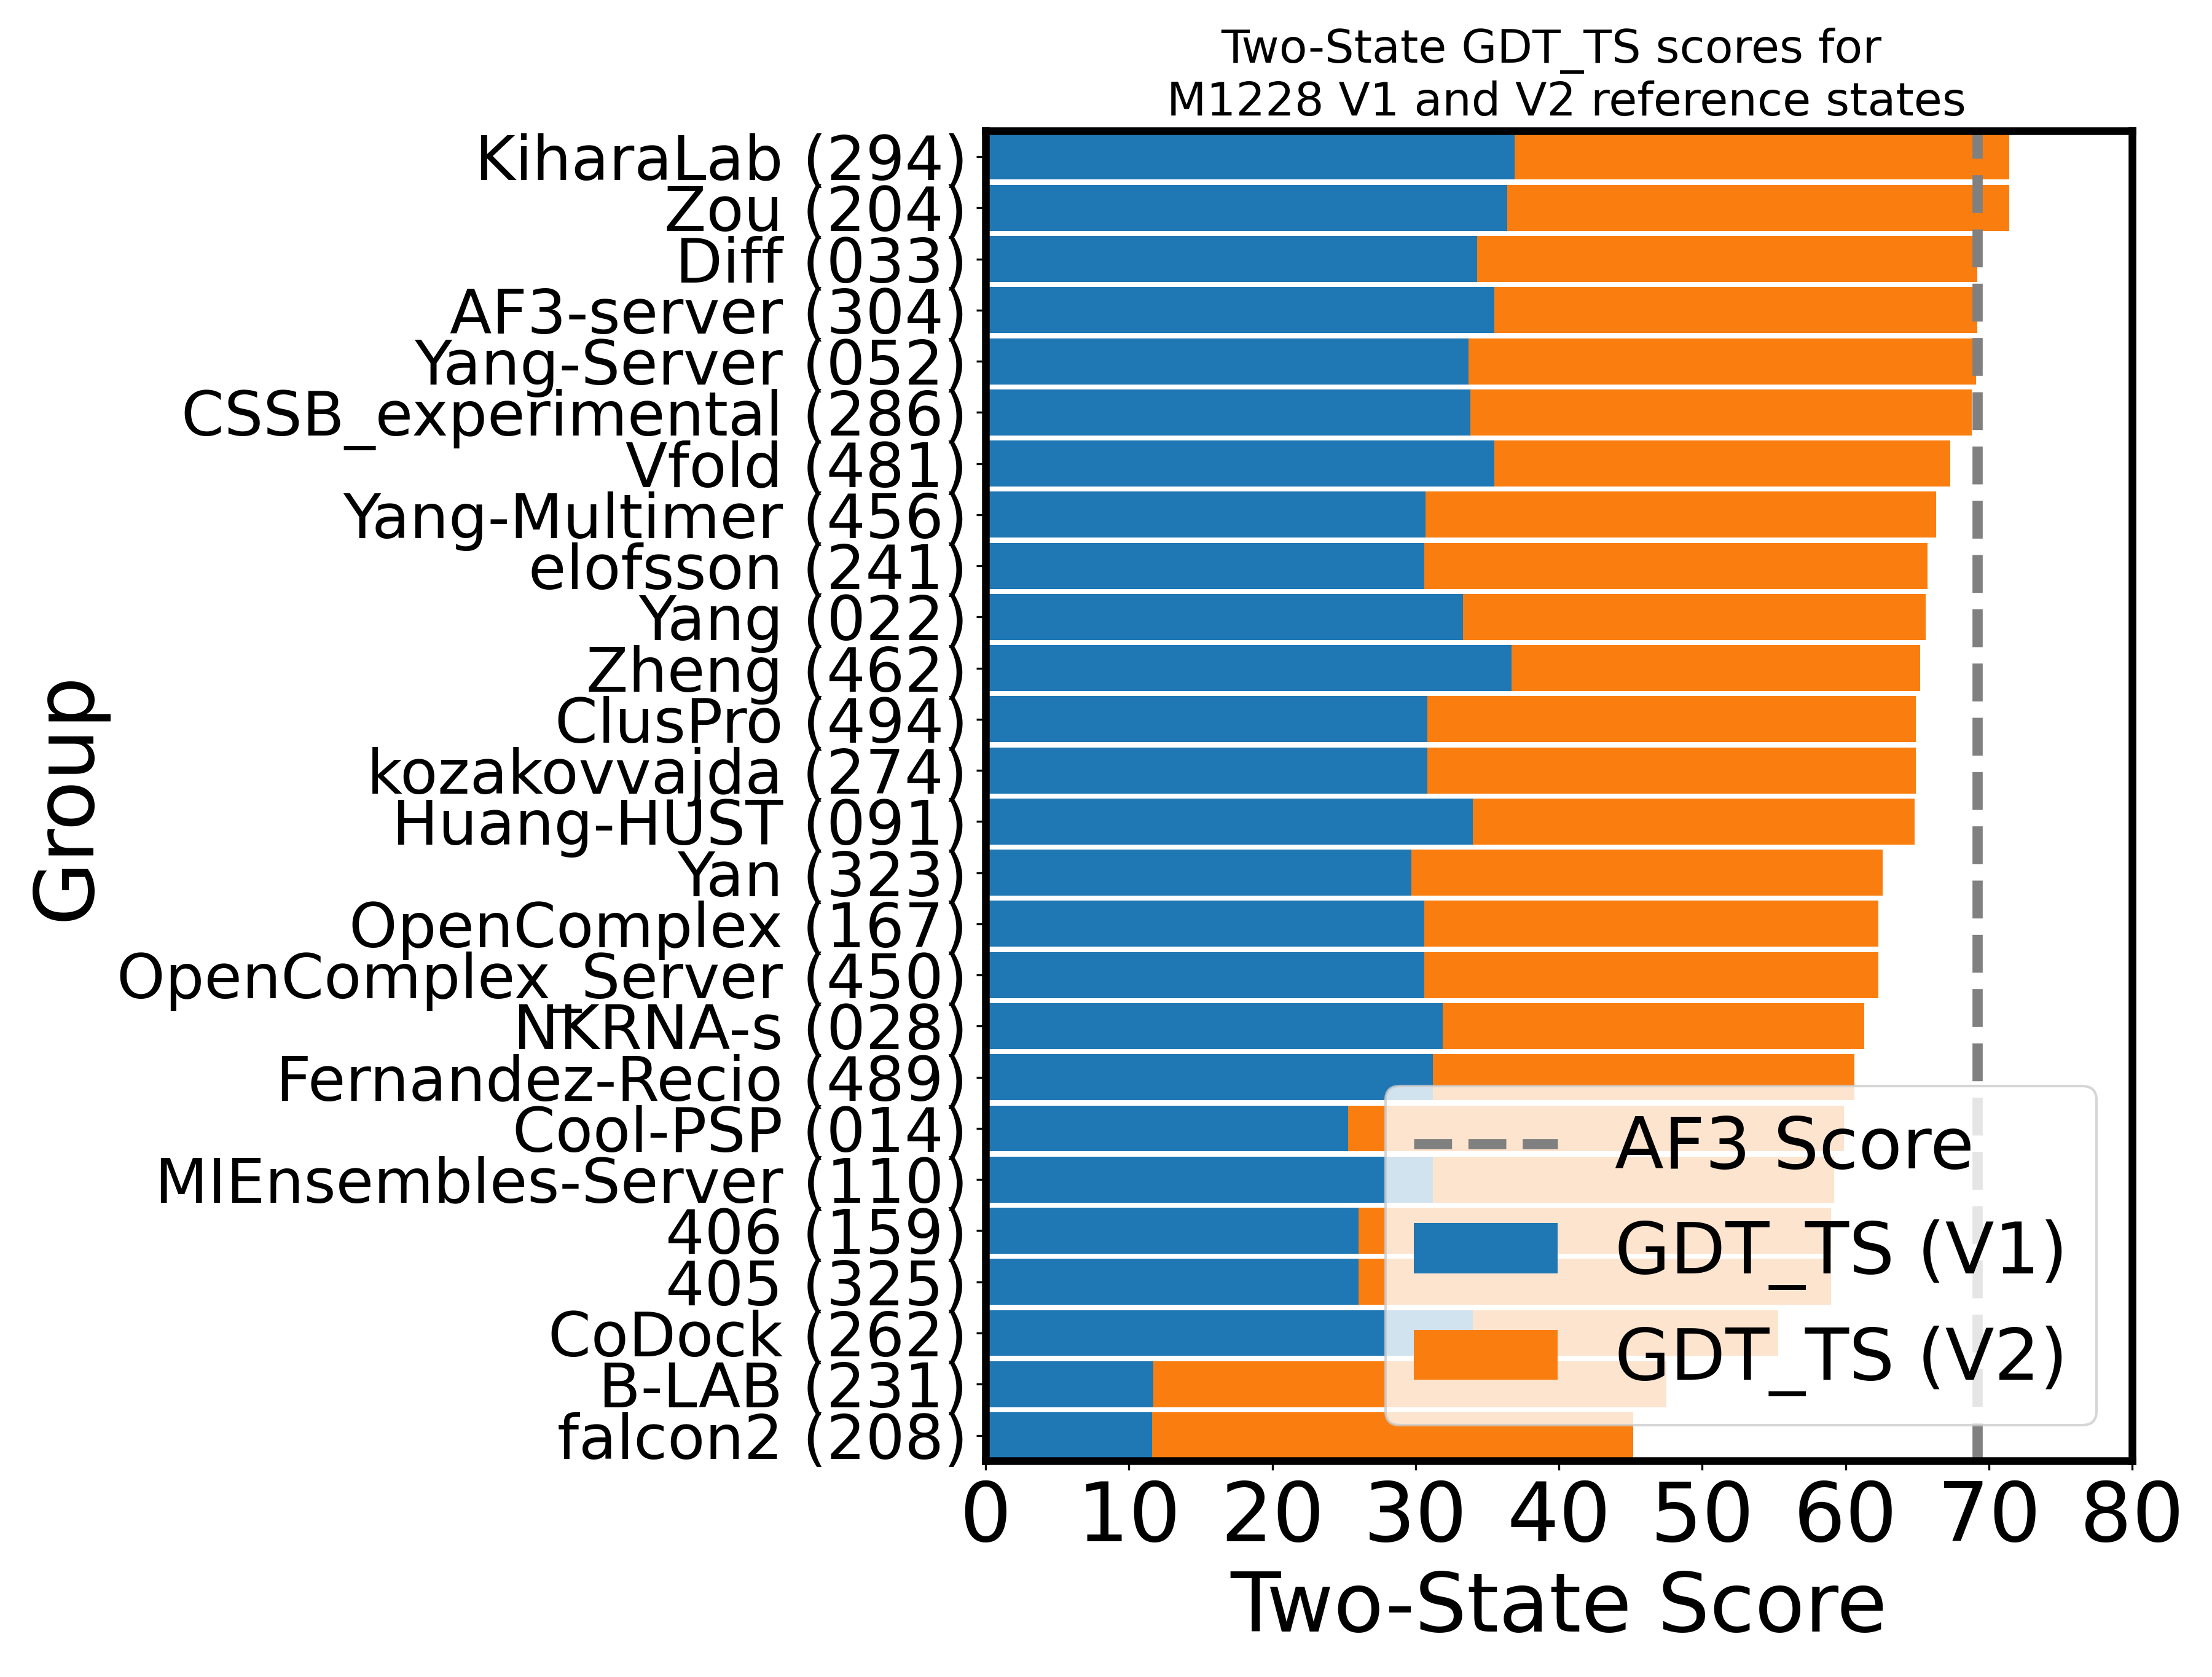 Two-State GDT_TS scores for
M1228 V1 and V2 reference states
Group
KiharaLab (294)
Zou (204)
Diff (033)
AF3-server (304)
Yang-Server (052)
CSSB_experimental (286)
Vfold (481)
Yang-Multimer (456)
elofsson (241)
Yang (022)
Zheng (462)
ClusPro (494)
kozakovvajda (274)
Huang-HUST (091)
Yan (323)
OpenComplex (167)
OpenComplex_Server (450)
NKRNA-s (028)
Fernandez-Recio (489)
Cool-PSP (014)
MIEnsembles-Server (110)
406 (159)
405 (325)
CoDock (262)
B-LAB (231)
falcon2 (208)
AF3 Score
GDT_TS (V1)
GDT_TS (V2)
0 10 20 30 40 50 60 70 80
Two-State Score